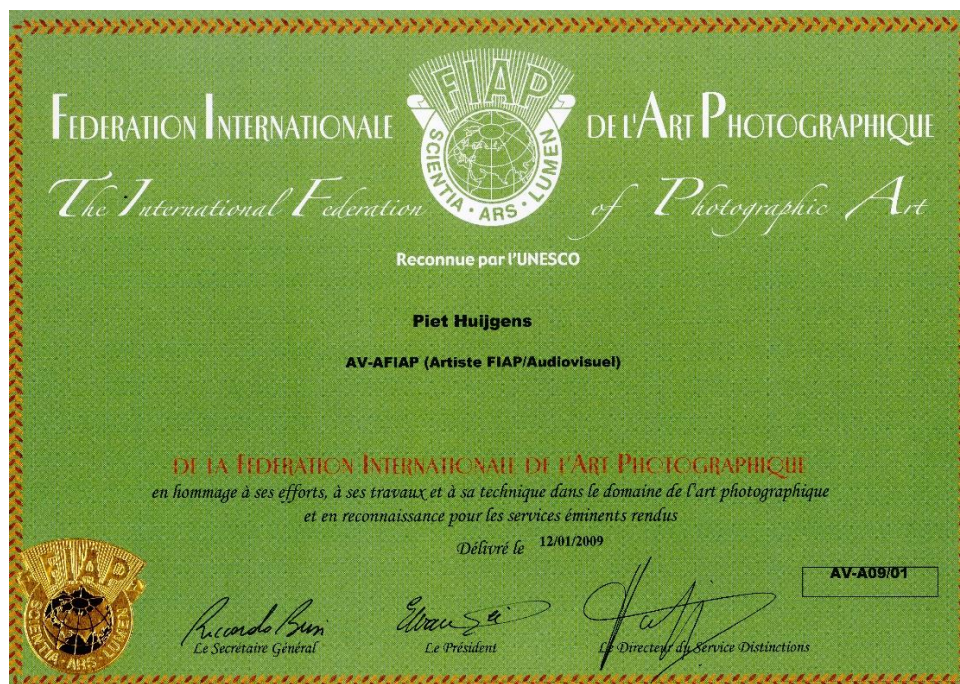 FIAP
SCIENTIA · ARS · LUMEN
FEDERATION INTERNATIONALE DE L'ART PHOTOGRAPHIQUE
The International Federation of Photographic Art
Reconnue par l'UNESCO
Piet Huijgens
AV-AFIAP (Artiste FIAP/Audiovisuel)
DE LA FEDERATION INTERNATIONALE DE l'ART PHOTOGRAPHIQUE
en hommage à ses efforts, à ses travaux et à sa technique dans le domaine de l'art photographique
et en reconnaissance pour les services éminents rendus
Délivré le 12/01/2009
AV-A09/01
FIAP
SCIENTIA · ARS · LUMEN
Riccardo Busi
Le Secrétaire Général
Le Président
Le Directeur du Service Distinctions